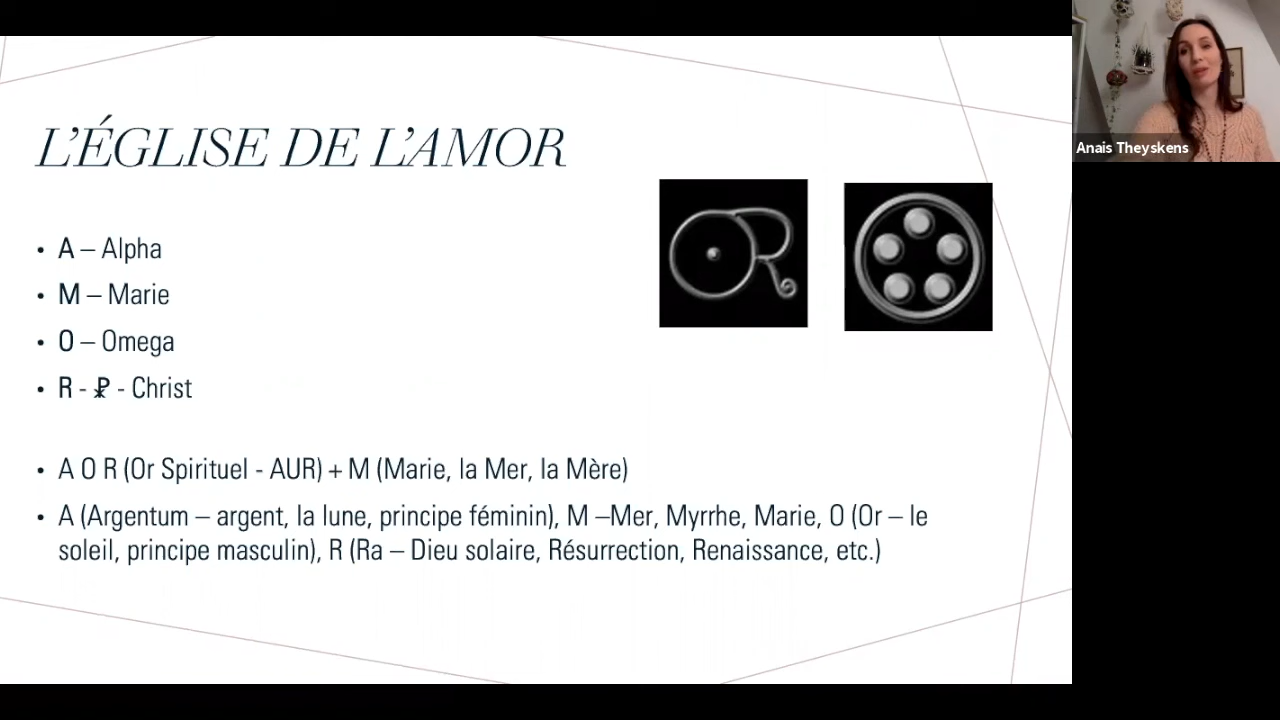 L'ÉGLISE DE L'AMOR
• A – Alpha
• M – Marie
• O – Omega
• R - ☧ - Christ
• A O R (Or Spirituel - AUR) + M (Marie, la Mer, la Mère)
• A (Argentum – argent, la lune, principe féminin), M –Mer, Myrrhe, Marie, O (Or – le
soleil, principe masculin), R (Ra – Dieu solaire, Résurrection, Renaissance, etc.)
Anais Theyskens